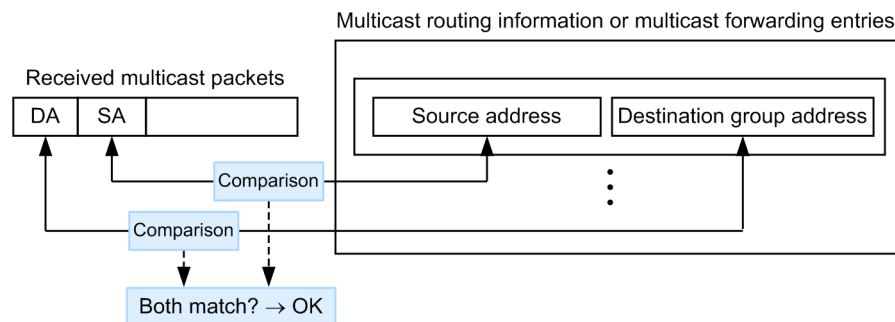 Multicast routing information or multicast forwarding entries
Received multicast packets
DA SA
Source address Destination group address
Comparison
Comparison
Both match? → OK